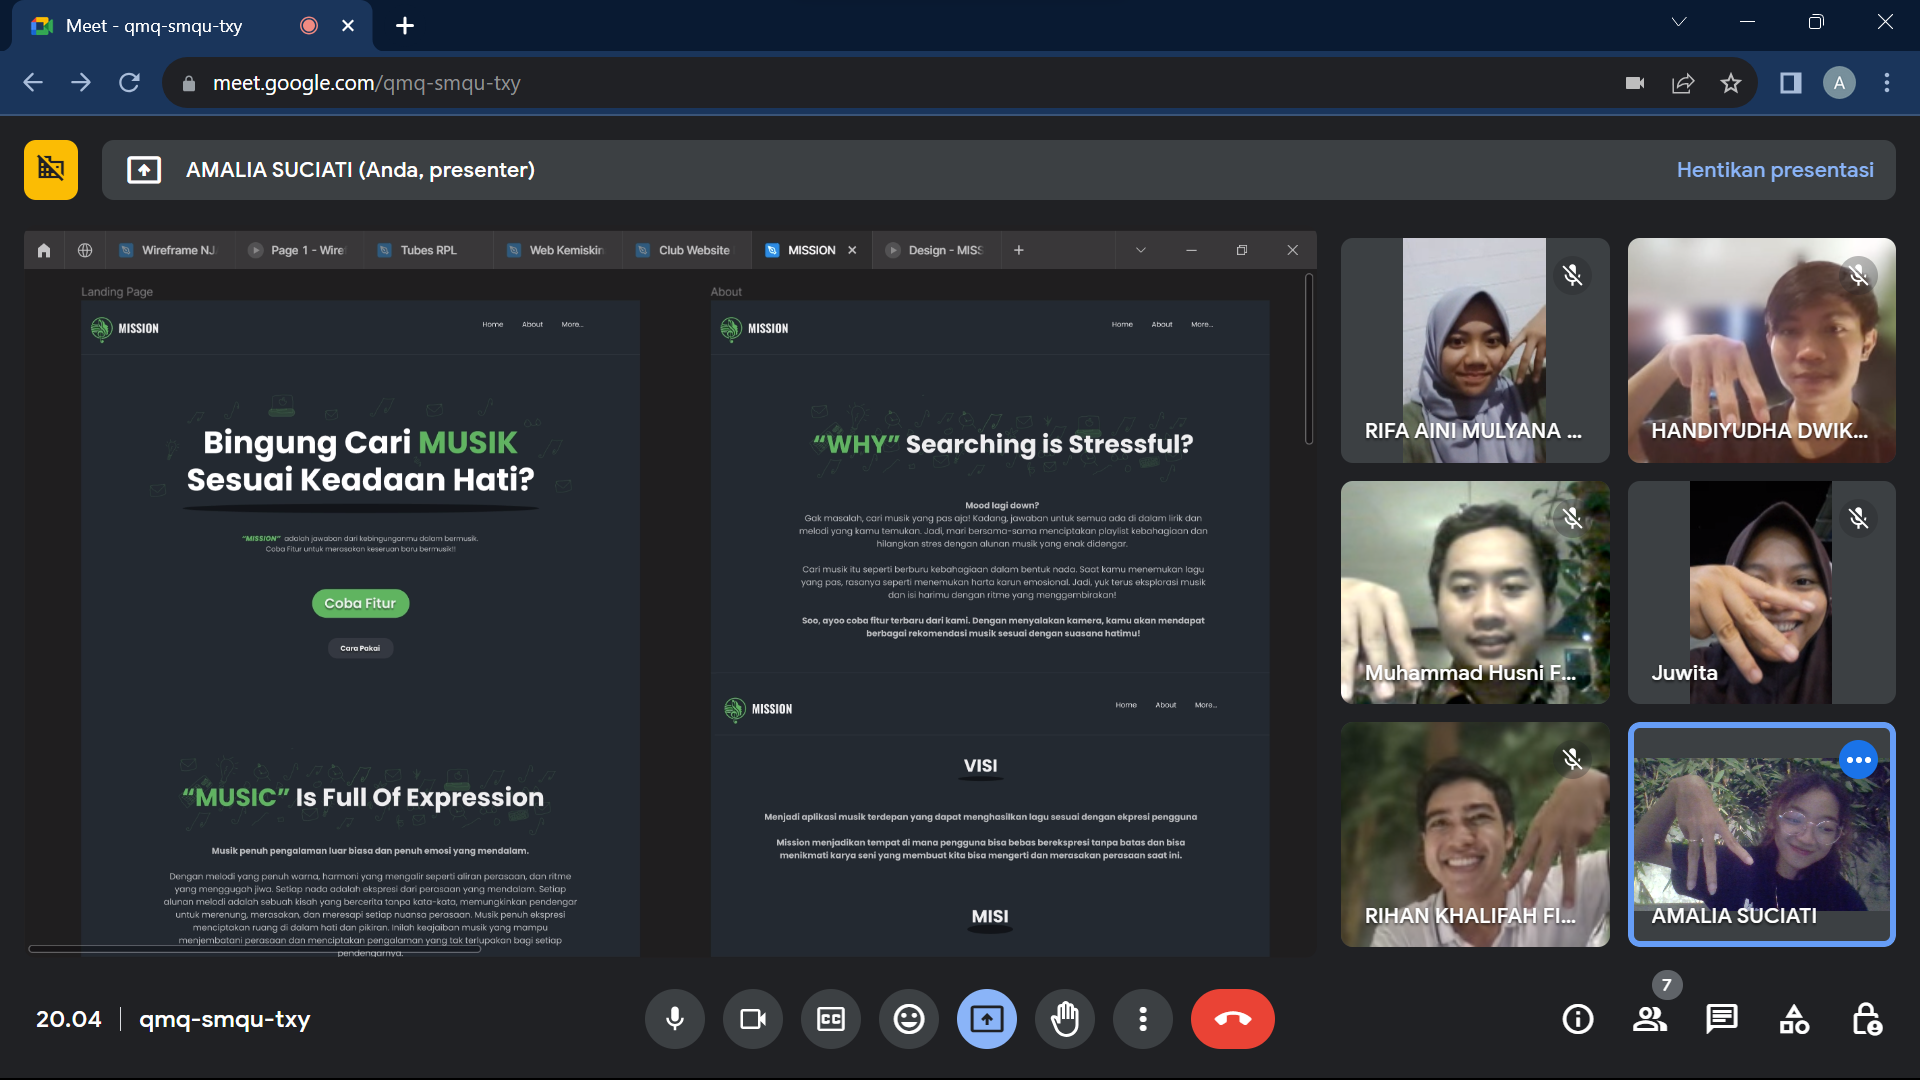 Meet - qmq-smqu-txy
meet.google.com/qmq-smqu-txy
A
AMALIA SUCIATI (Anda, presenter)
Hentikan presentasi
Wireframe NJ
Page 1 - Wire
Tubes RPL
Web Kemiskin
Club Website
MISSION
Design - MISS
Landing Page
MISSION
Home About More...
Bingung Cari MUSIK
Sesuai Keadaan Hati?
"MISSION" adalah jawaban dari kebingunganmu dalam bermusik.
Coba Fitur untuk merasakan keseruan baru bermusik!!
Coba Fitur
Cara Pakai
"MUSIC" Is Full Of Expression
Musik penuh pengalaman luar biasa dan penuh emosi yang mendalam.
Dengan melodi yang penuh warna, harmoni yang mengalir seperti aliran perasaan, dan ritme
yang menggugah jiwa. Setiap nada adalah ekspresi dari perasaan yang mendalam. Setiap
alunan melodi adalah sebuah kisah yang bercerita tanpa kata-kata, memungkinkan pendengar
untuk merenung, merasakan, dan meresapi setiap nuansa perasaan. Musik penuh ekspresi
menciptakan ruang di dalam hati dan pikiran. Inilah keajaiban musik yang mampu
menjembatani perasaan dan menciptakan pengalaman yang tak terlupakan bagi setiap
pendengarnya.
About
MISSION
Home About More...
"WHY" Searching is Stressful?
Mood lagi down?
Gak masalah, cari musik yang pas aja! Kadang, jawaban untuk semua ada di dalam lirik dan
melodi yang kamu temukan. Jadi, mari bersama-sama menciptakan playlist kebahagiaan dan
hilangkan stres dengan alunan musik yang enak didengar.
Cari musik itu seperti berburu kebahagiaan dalam bentuk nada. Saat kamu menemukan lagu
yang pas, rasanya seperti menemukan harta karun emosional. Jadi, yuk terus eksplorasi musik
dan isi harimu dengan ritme yang menggembirakan!
Soo, ayoo coba fitur terbaru dari kami. Dengan menyalakan kamera, kamu akan mendapat
berbagai rekomendasi musik sesuai dengan suasana hatimu!
MISSION
Home About More...
VISI
Menjadi aplikasi musik terdepan yang dapat menghasilkan lagu sesuai dengan ekpresi pengguna
Mission menjadikan tempat di mana pengguna bisa bebas berekspresi tanpa batas dan bisa
menikmati karya seni yang membuat kita bisa mengerti dan merasakan perasaan saat ini.
MISI
RIFA AINI MULYANA ...
HANDIYUDHA DWIK...
Muhammad Husni F...
Juwita
RIHAN KHALIFAH FI...
AMALIA SUCIATI
20.04
qmq-smqu-txy
CC
7